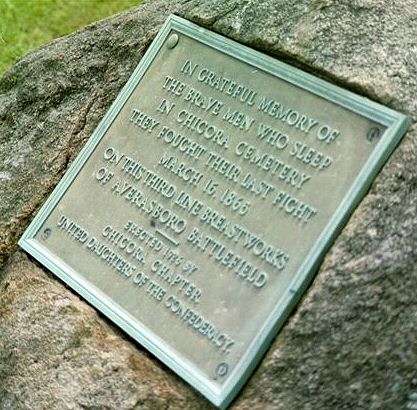 IN GRATEFUL MEMORY OF
THE BRAVE MEN WHO SLEEP
IN CHICORA CEMETERY
THEY FOUGHT THEIR LAST FIGHT
MARCH 16, 1865
ON THIS THIRD LINE BREASTWORKS
OF AVERASBORO BATTLEFIELD
ERECTED BY
CHICORA CHAPTER
UNITED DAUGHTERS OF THE CONFEDERACY.